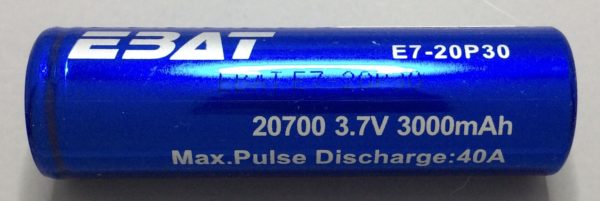 EBAT
E7-20P30
20700 3.7V 3000mAh
Max.Pulse Discharge:40A